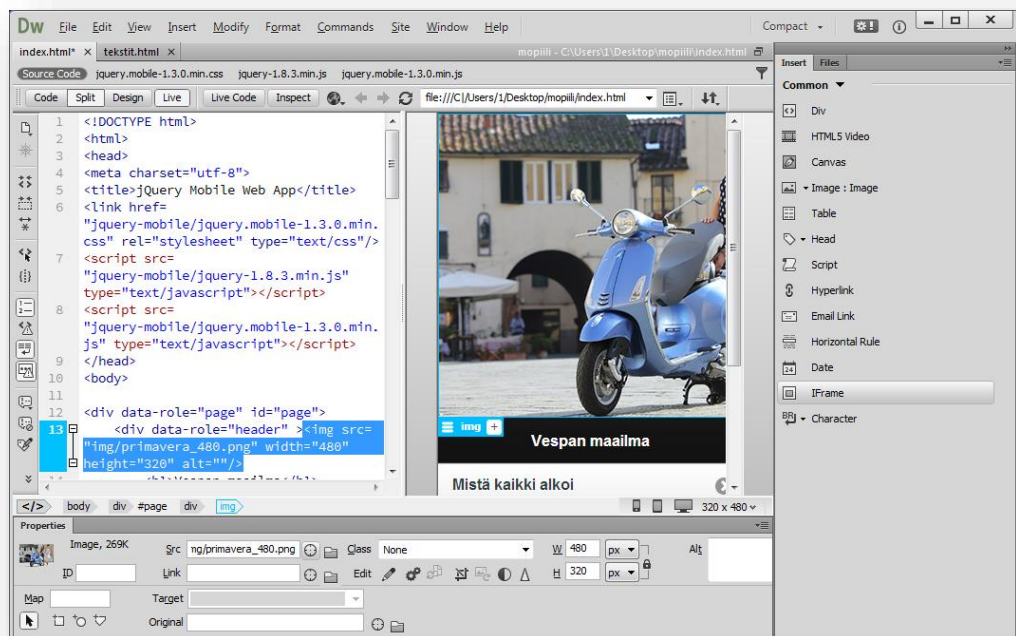 Dw File Edit View Insert Modify Format Commands Site Window Help Compact
index.html* x tekstit.html x mopiili - C:\Users\1\Desktop\mopiili\index.html
Source Code jquery.mobile-1.3.0.min.css jquery-1.8.3.min.js jquery.mobile-1.3.0.min.js
Code Split Design Live Live Code Inspect file:///C|/Users/1/Desktop/mopiili/index.html
1 <!DOCTYPE html>
2 <html>
3 <head>
4 <meta charset="utf-8">
5 <title>jQuery Mobile Web App</title>
6 <link href=
"jquery-mobile/jquery.mobile-1.3.0.min.
css" rel="stylesheet" type="text/css"/>
7 <script src=
"jquery-mobile/jquery-1.8.3.min.js"
type="text/javascript"></script>
8 <script src=
"jquery-mobile/jquery.mobile-1.3.0.min.
js" type="text/javascript"></script>
9 </head>
10 <body>
11
12 <div data-role="page" id="page">
13 <div data-role="header" ><img src=
"img/primavera_480.png" width="480"
height="320" alt=""/>
14 <h1>Vespan maailma</h1>
img +
Vespan maailma
Mistä kaikki alkoi
</> body div #page div img 320 x 480
Properties
Image, 269K Src ng/primavera_480.png Class None W 480 px Alt
ID Link Edit H 320 px
Map Target
Original
Insert Files
Common
Div
HTML5 Video
Canvas
Image : Image
Table
Head
Script
Hyperlink
Email Link
Horizontal Rule
24 Date
IFrame
BRJ Character